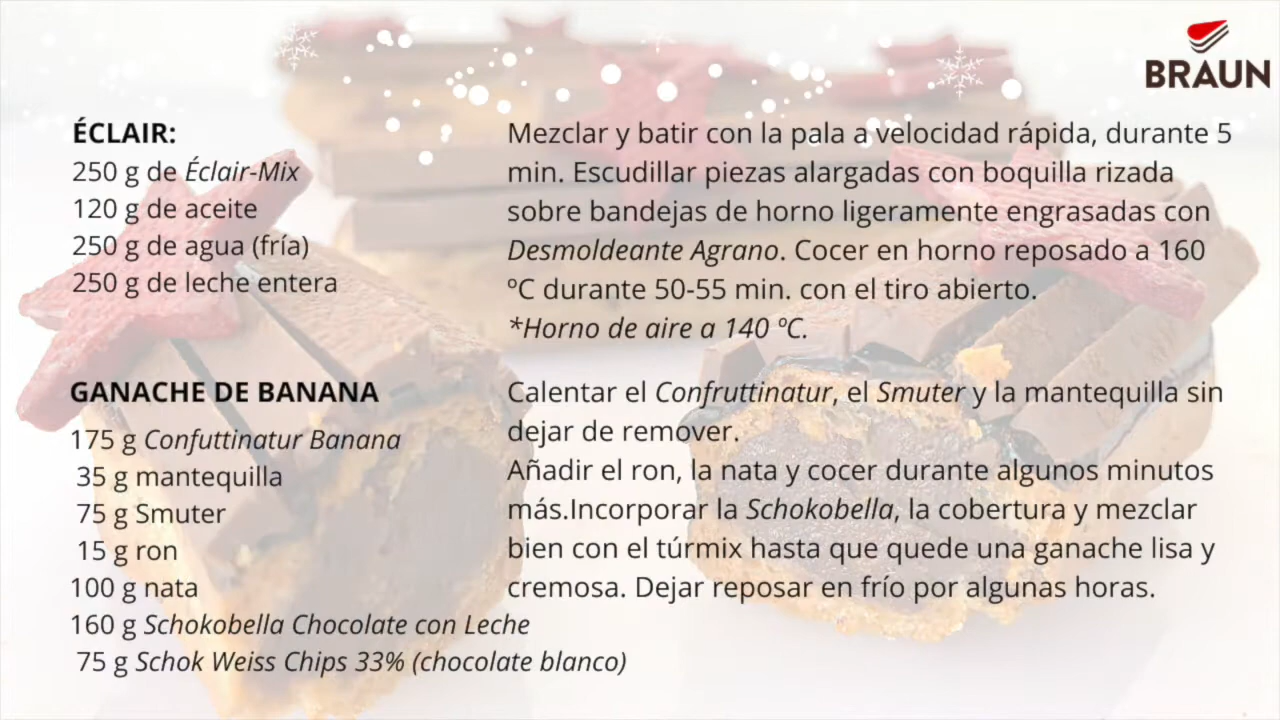 BRAUN
ÉCLAIR:
250 g de Éclair-Mix
120 g de aceite
250 g de agua (fría)
250 g de leche entera
Mezclar y batir con la pala a velocidad rápida, durante 5
min. Escudillar piezas alargadas con boquilla rizada
sobre bandejas de horno ligeramente engrasadas con
Desmoldeante Agrano. Cocer en horno reposado a 160
ºC durante 50-55 min. con el tiro abierto.
*Horno de aire a 140 ºC.
GANACHE DE BANANA
175 g Confuttinatur Banana
35 g mantequilla
75 g Smuter
15 g ron
100 g nata
160 g Schokobella Chocolate con Leche
75 g Schok Weiss Chips 33% (chocolate blanco)
Calentar el Confruttinatur, el Smuter y la mantequilla sin
dejar de remover.
Añadir el ron, la nata y cocer durante algunos minutos
más.Incorporar la Schokobella, la cobertura y mezclar
bien con el túrmix hasta que quede una ganache lisa y
cremosa. Dejar reposar en frío por algunas horas.